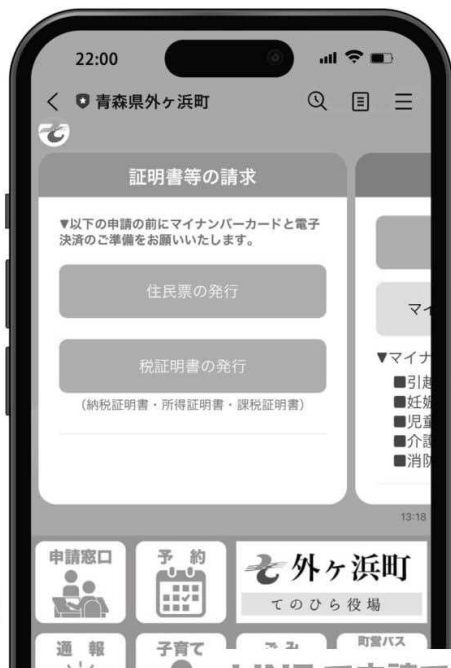 22:00
青森県外ヶ浜町
証明書等の請求
▼以下の申請の前にマイナンバーカードと電子
決済のご準備をお願いいたします。
住民票の発行
税証明書の発行
(納税証明書・所得証明書・課税証明書)
マイ
▼マイナ
■引越
■妊娠
■児童
■介護
■消防
13:18
申請窓口
予 約
外ヶ浜町
てのひら役場
通 報
子育て
町営バス